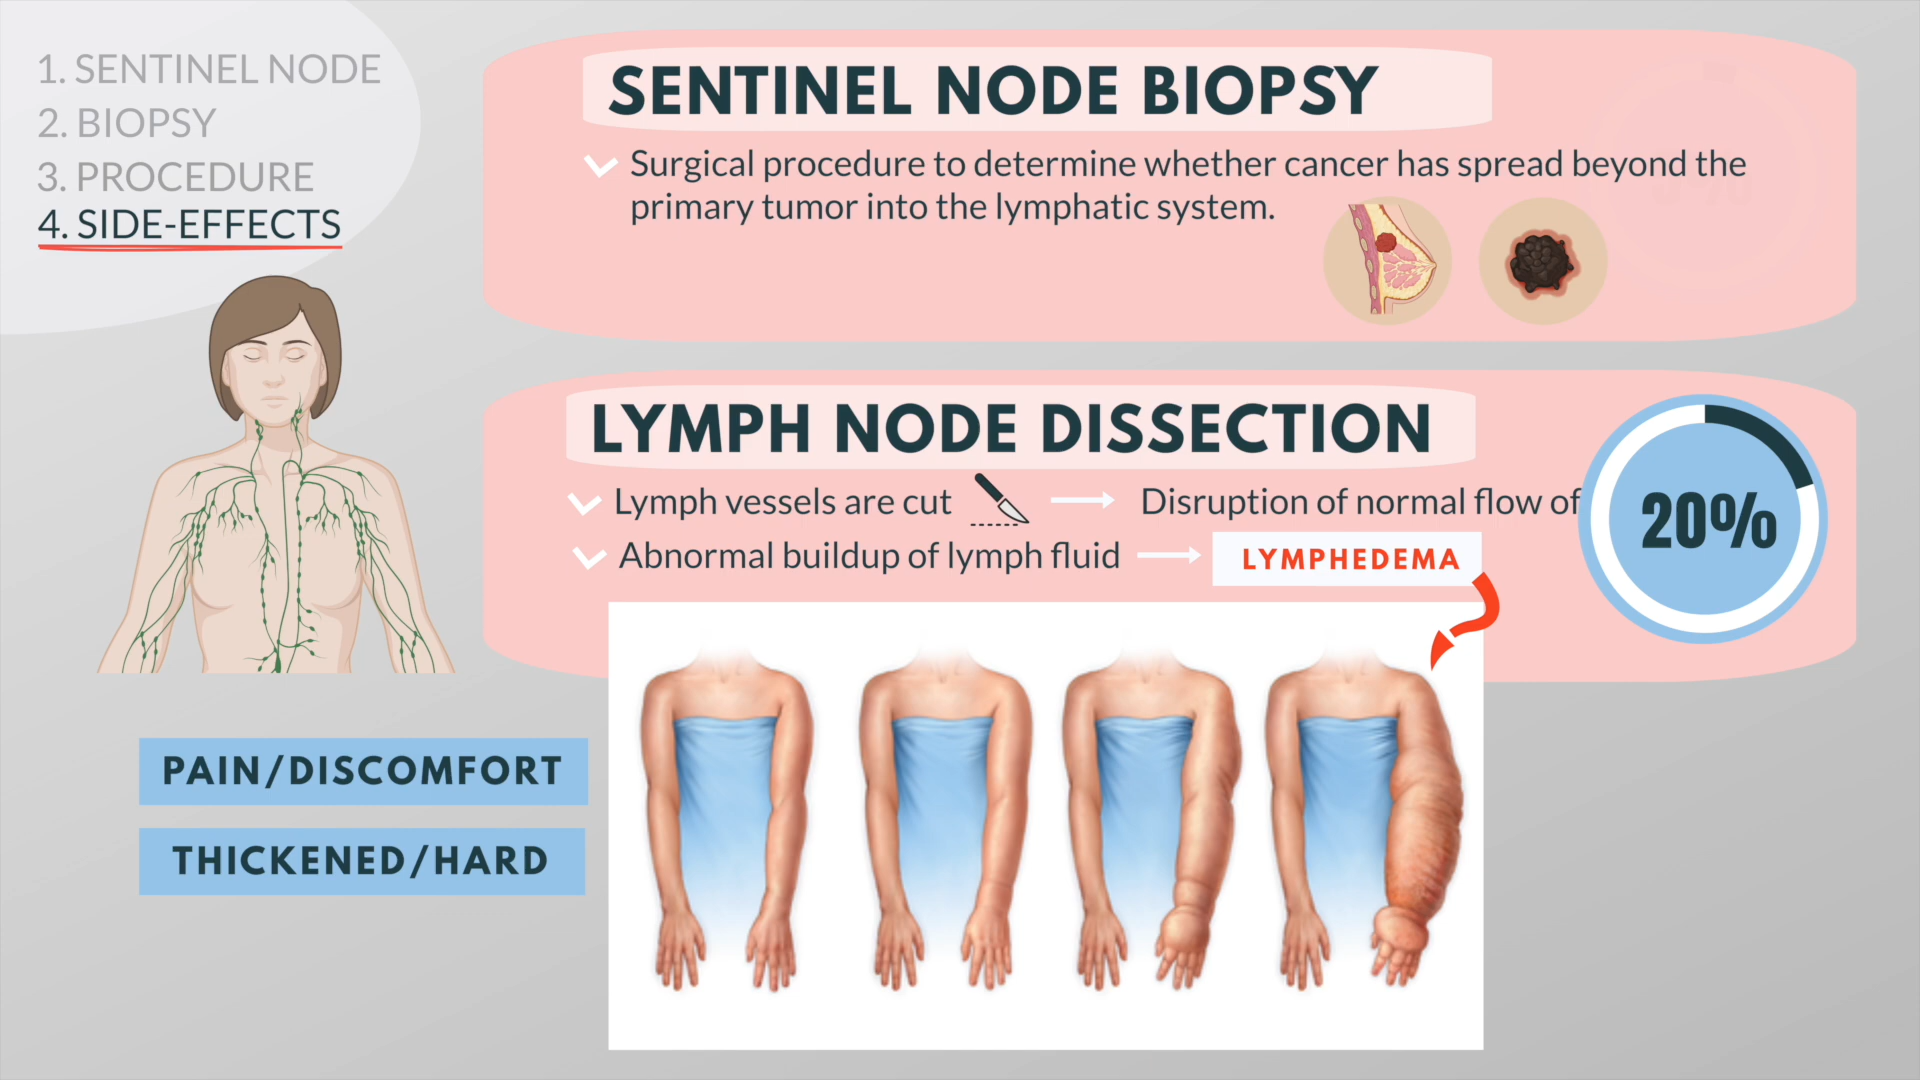 1. SENTINEL NODE
2. BIOPSY
3. PROCEDURE
4. SIDE-EFFECTS
SENTINEL NODE BIOPSY
Surgical procedure to determine whether cancer has spread beyond the
primary tumor into the lymphatic system.
LYMPH NODE DISSECTION
Lymph vessels are cut
Disruption of normal flow of
Abnormal buildup of lymph fluid
LYMPHEDEMA
20%
PAIN/DISCOMFORT
THICKENED/HARD